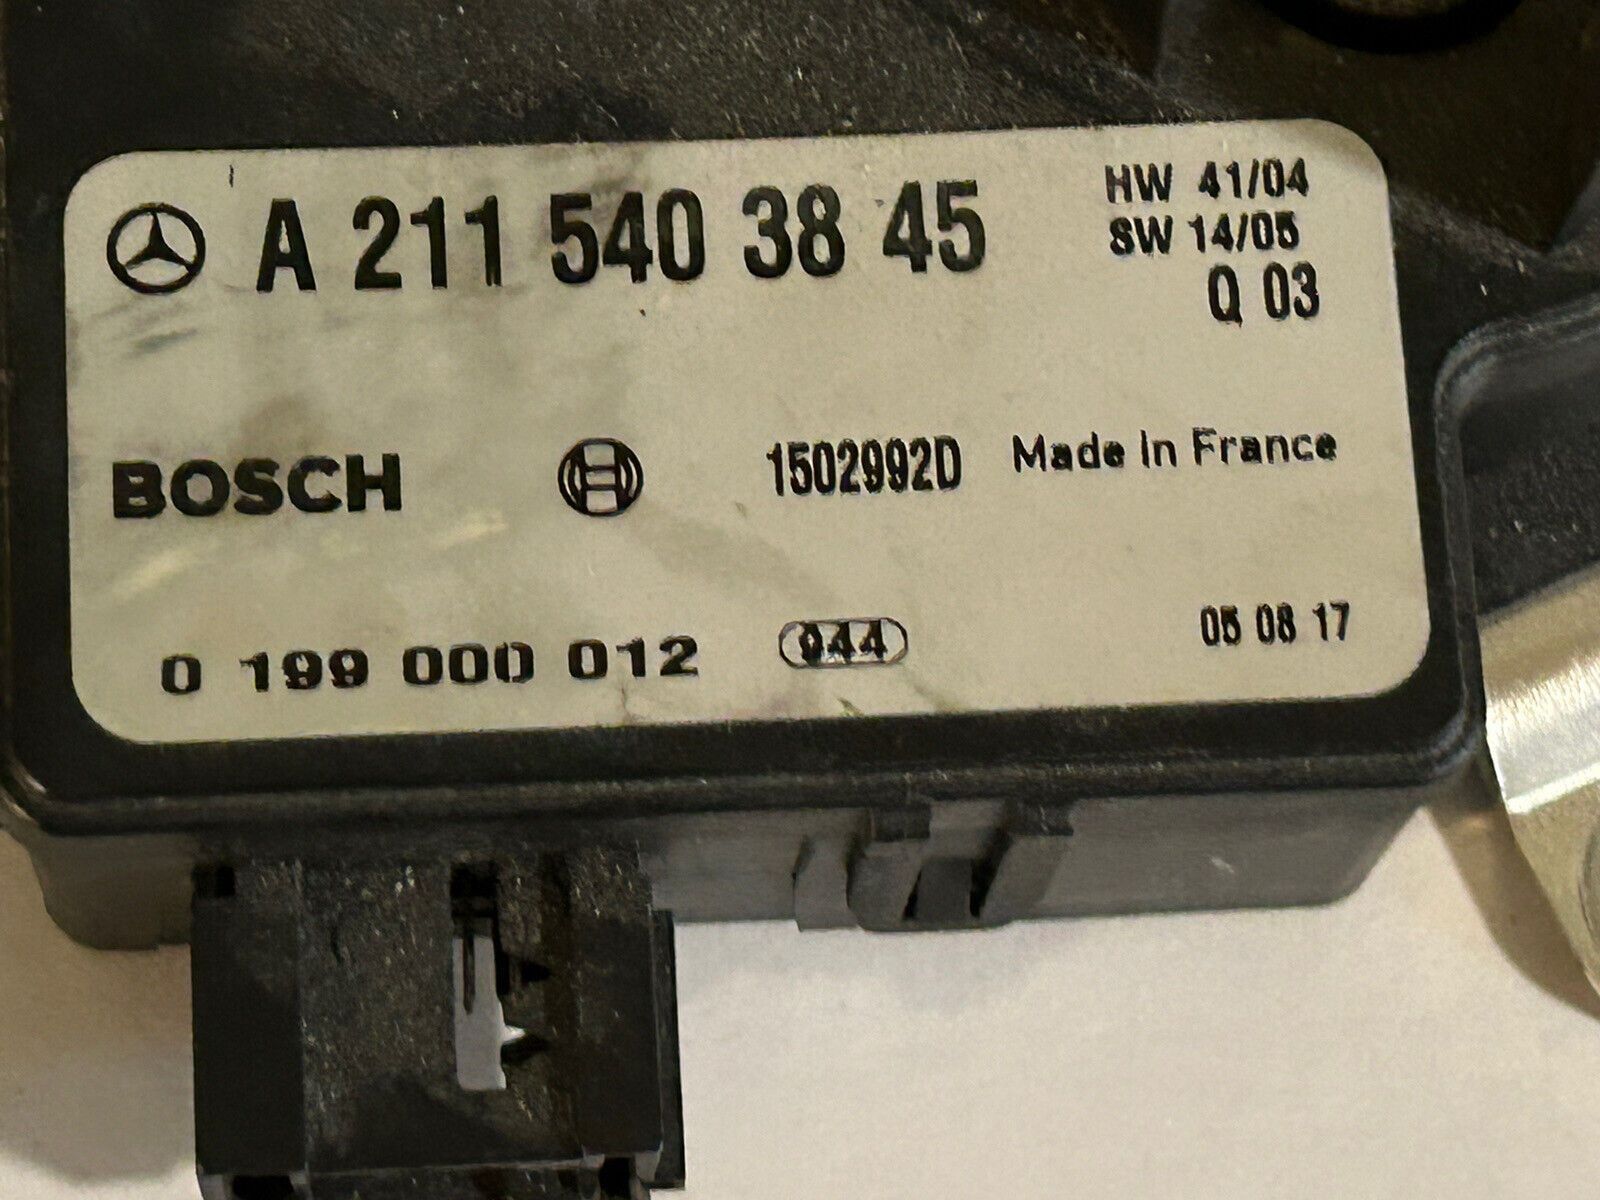 A 211 540 38 45
HW 41/04
SW 14/05
Q 03
BOSCH 1502992D Made in France
0 199 000 012 944 05 08 17